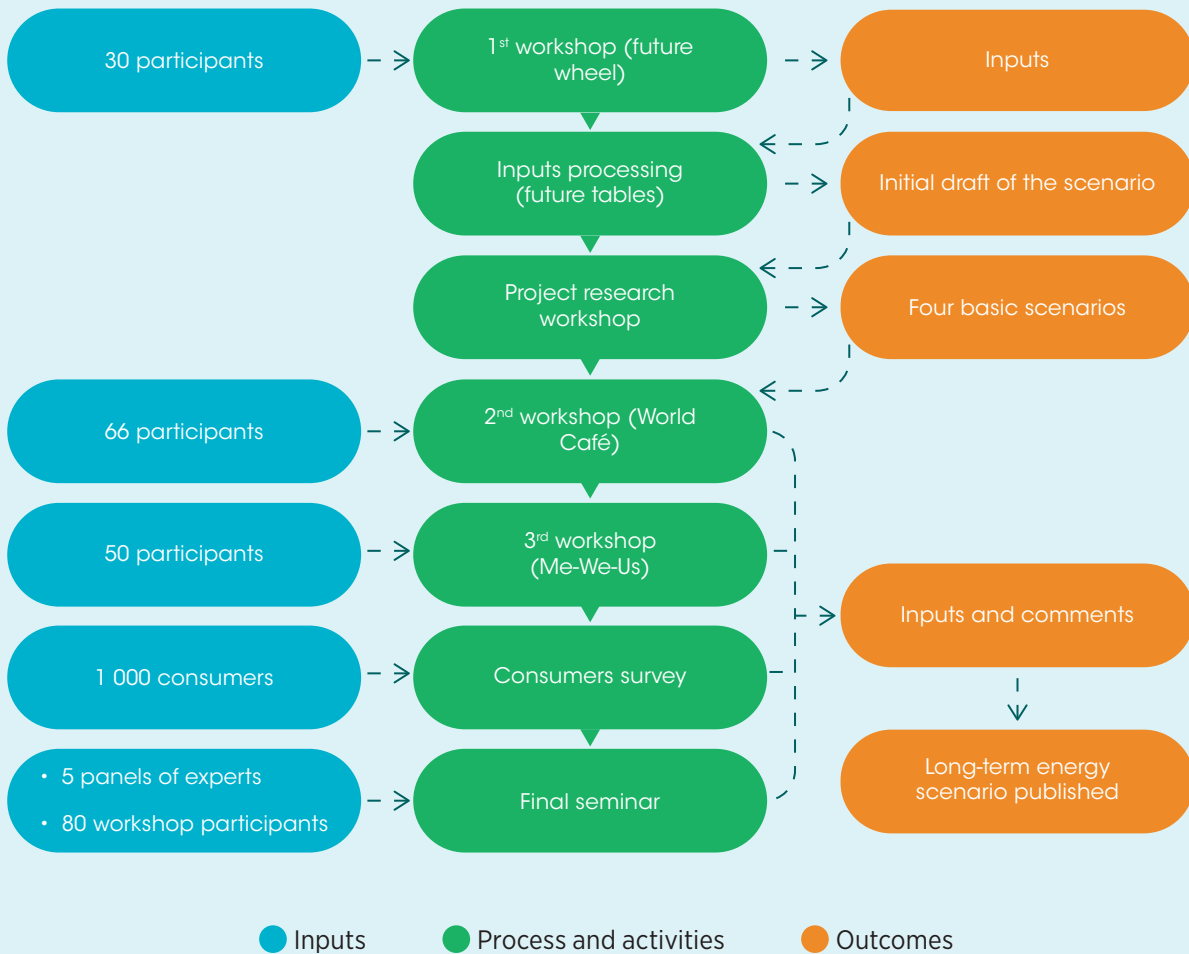 30 participants
1st workshop (future
wheel)
Inputs
Inputs processing
(future tables)
Initial draft of the scenario
Project research
workshop
Four basic scenarios
66 participants
2nd workshop (World
Café)
50 participants
3rd workshop
(Me-We-Us)
Inputs and comments
1 000 consumers
Consumers survey
• 5 panels of experts
• 80 workshop participants
Final seminar
Long-term energy
scenario published
Inputs
Process and activities
Outcomes